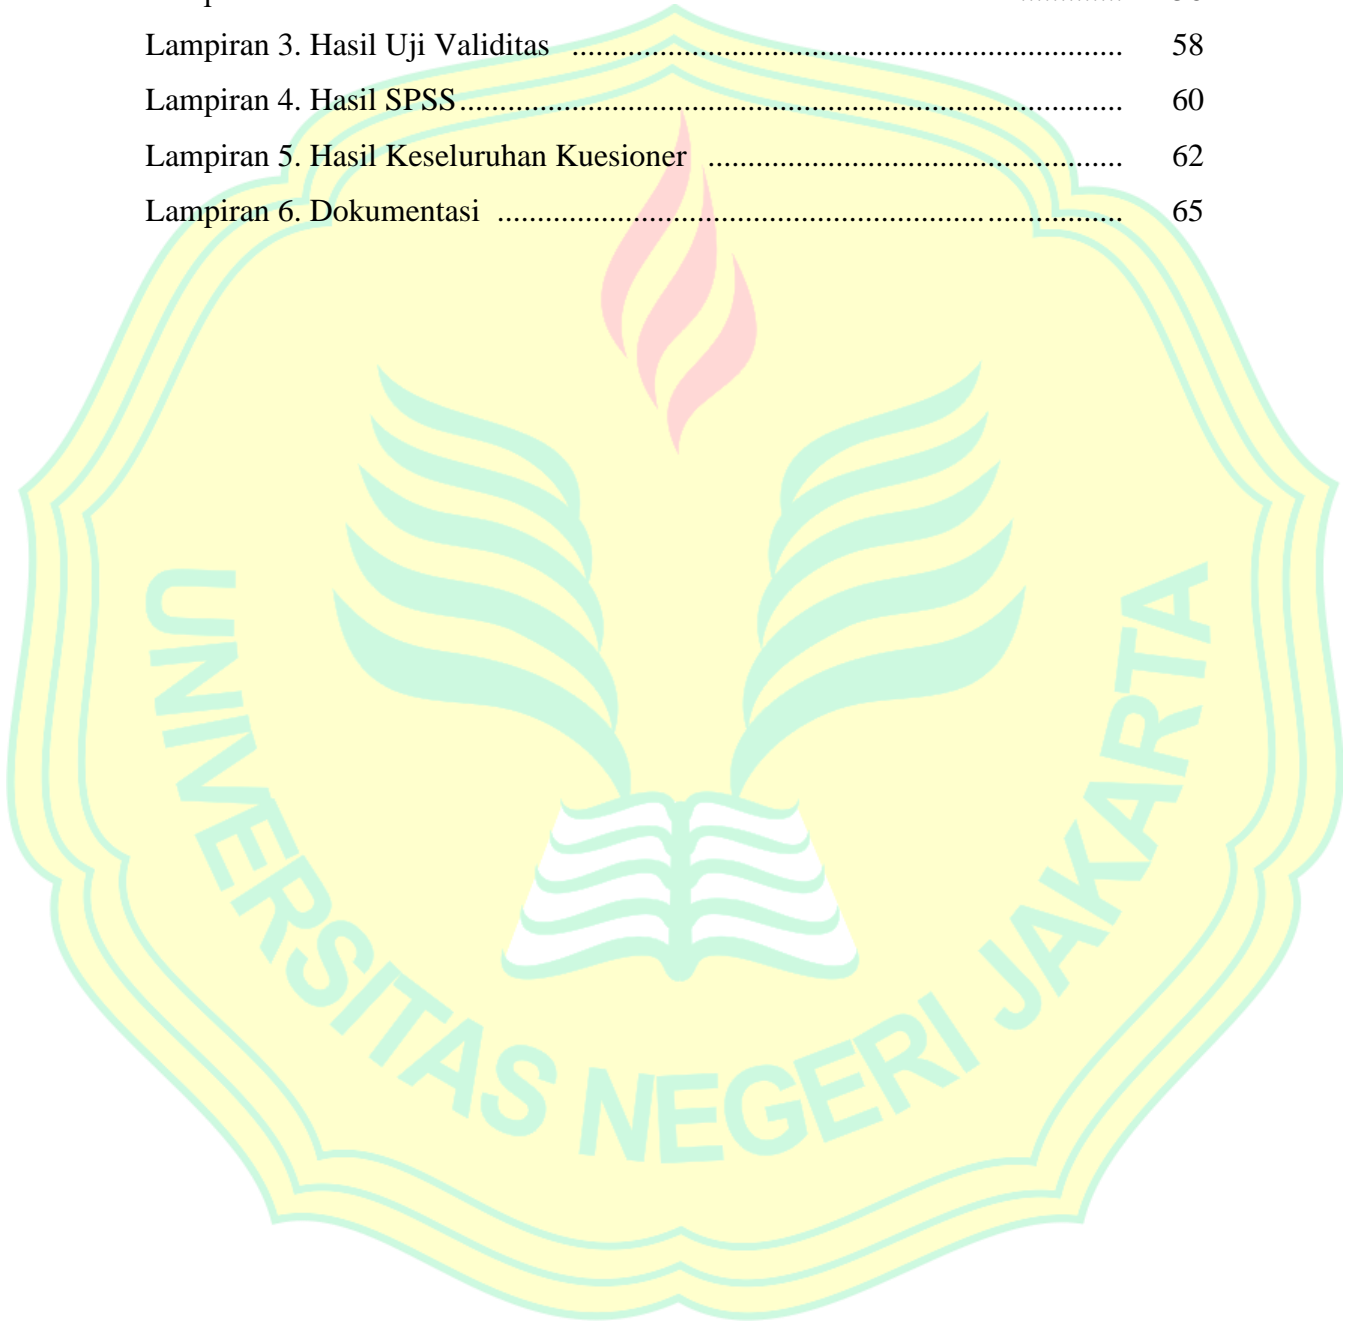 Lampiran 3. Hasil Uji Validitas ..................................................................... 58
Lampiran 4. Hasil SPSS.................................................................................... 60
Lampiran 5. Hasil Keseluruhan Kuesioner .................................................... 62
Lampiran 6. Dokumentasi ............................................................................... 65
UNIVERSITAS NEGERI JAKARTA